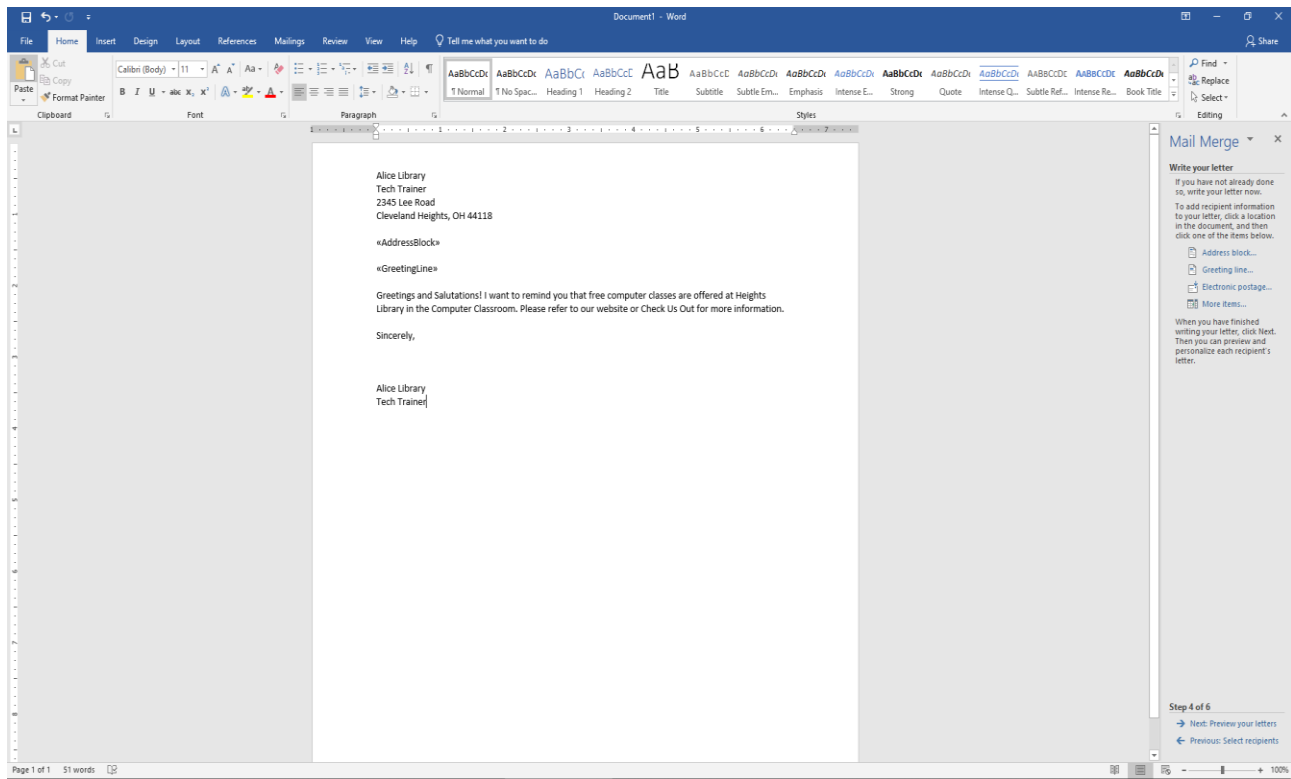 Document1 - Word
File Home Insert Design Layout References Mailings Review View Help Tell me what you want to do Share
Cut
Copy
Paste
Format Painter
Clipboard
Calibri (Body) 11
Font
Paragraph
AaBbCcDc AaBbCcDc AaBbCc AaBbCcE AaB AaBbCcD AaBbCcDc AaBbCcDc AaBbCcDc AaBbCcDc AaBbCcDc AaBbCcDc AABBCCDC AABBCCDC AaBbCcDc
¶ Normal ¶ No Spac... Heading 1 Heading 2 Title Subtitle Subtle Em... Emphasis Intense E... Strong Quote Intense Q... Subtle Ref... Intense Re... Book Title
Styles
Find
Replace
Select
Editing
Alice Library
Tech Trainer
2345 Lee Road
Cleveland Heights, OH 44118
«AddressBlock»
«GreetingLine»
Greetings and Salutations! I want to remind you that free computer classes are offered at Heights
Library in the Computer Classroom. Please refer to our website or Check Us Out for more information.
Sincerely,
Alice Library
Tech Trainer
Mail Merge
Write your letter
If you have not already done
so, write your letter now.
To add recipient information
to your letter, click a location
in the document, and then
click one of the items below.
Address block...
Greeting line...
Electronic postage...
More items...
When you have finished
writing your letter, click Next.
Then you can preview and
personalize each recipient's
letter.
Step 4 of 6
Next: Preview your letters
Previous: Select recipients
Page 1 of 1 51 words
100%